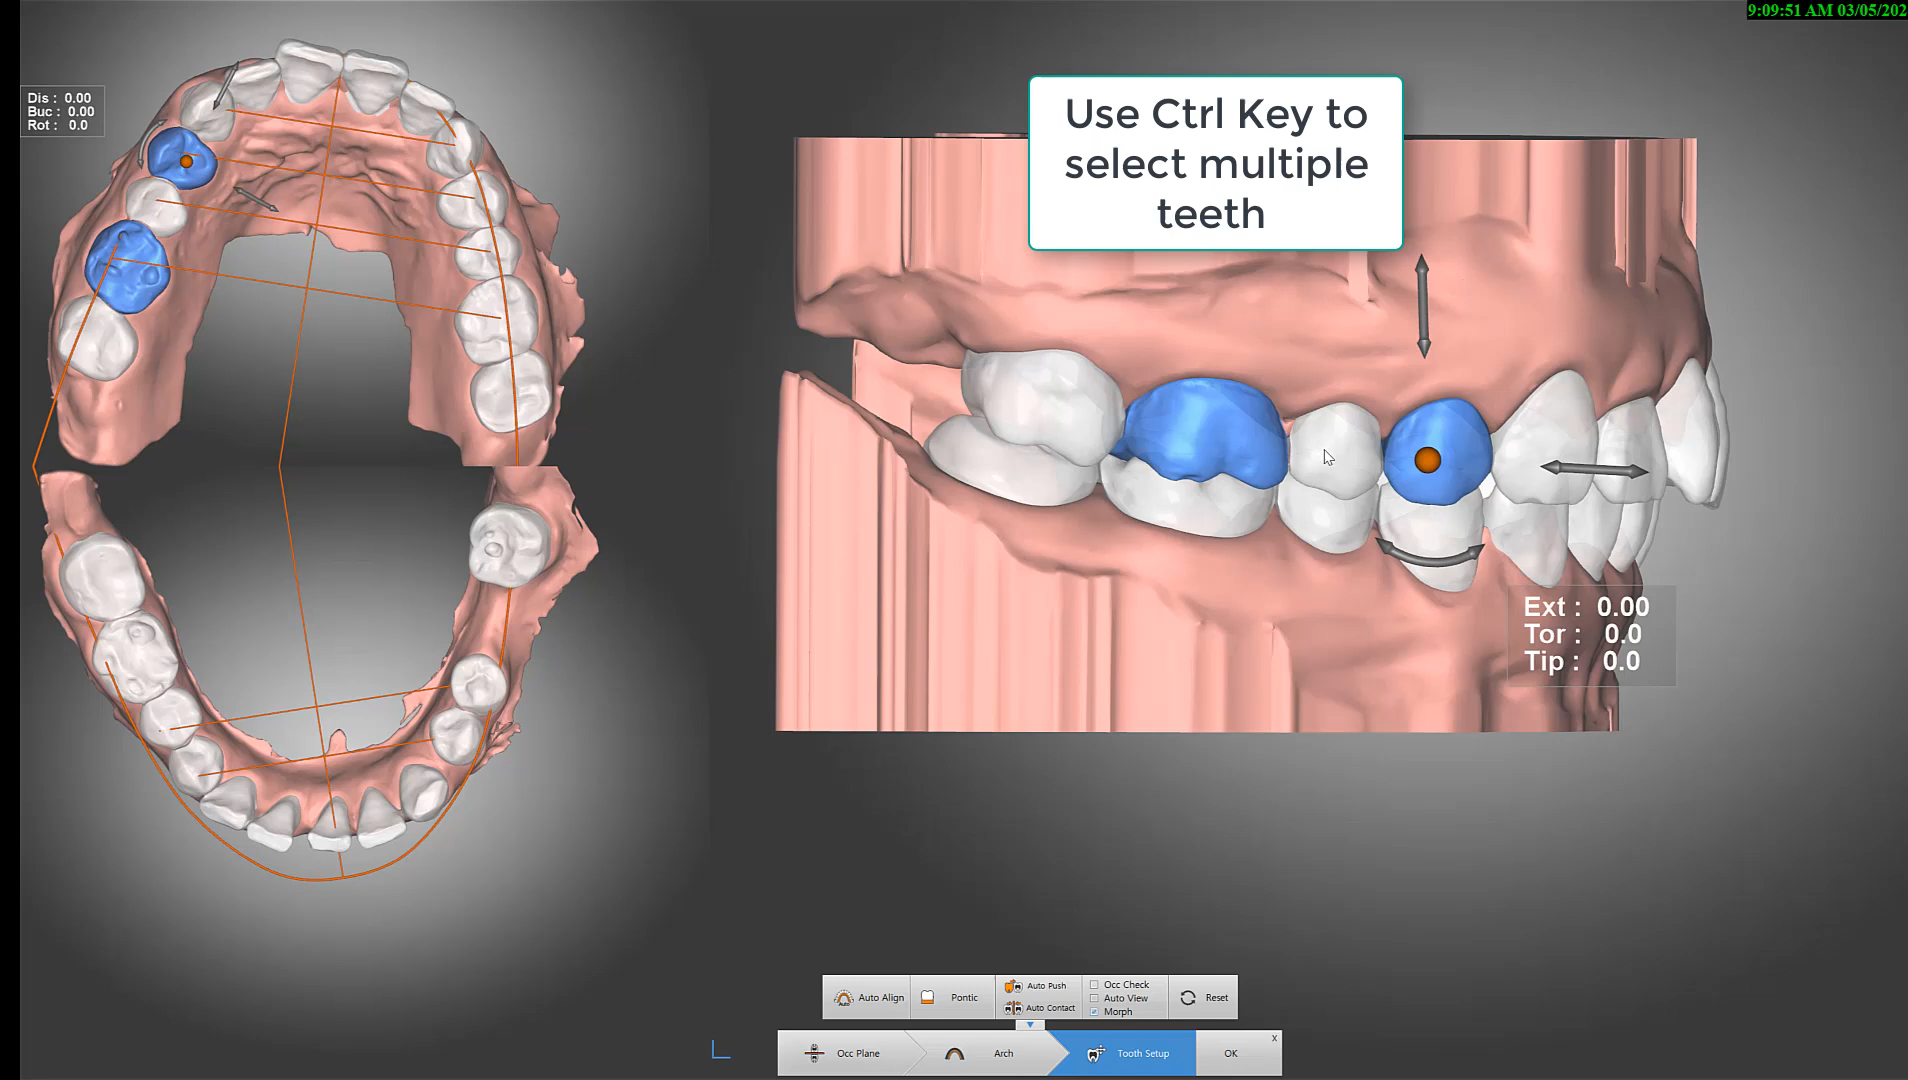 9:09:51 AM 03/05/202
Dis : 0.00
Buc : 0.00
Rot : 0.0
Use Ctrl Key to
select multiple
teeth
Ext : 0.00
Tor : 0.0
Tip : 0.0
Auto Align
Pontic
Auto Push
Auto Contact
Occ Check
Auto View
Morph
Reset
Occ Plane
Arch
Tooth Setup
OK
x